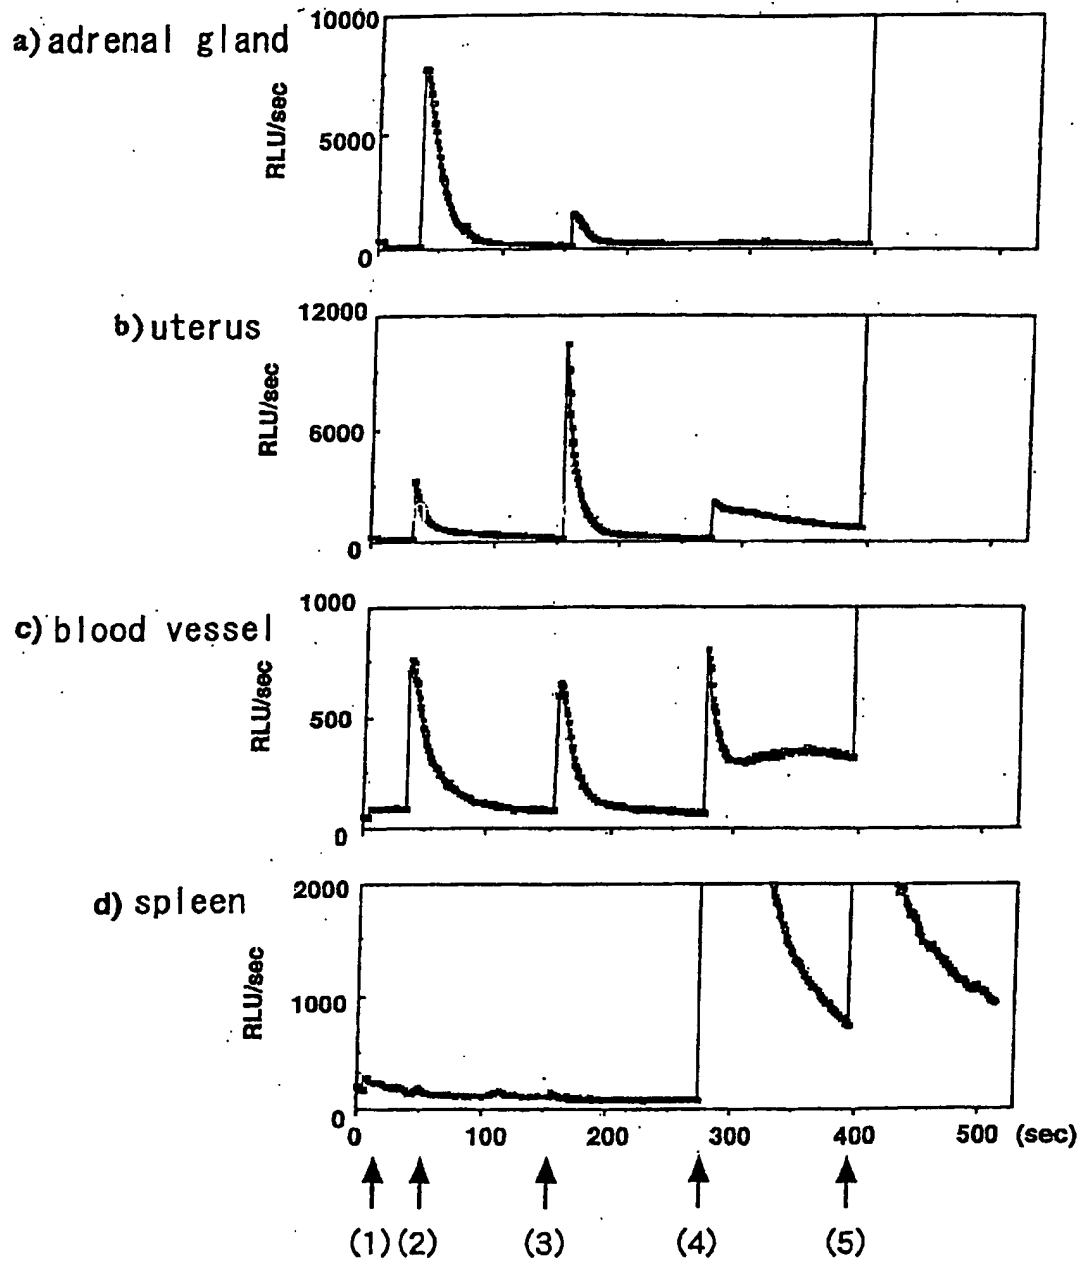 a) adrenal gland
10000
5000
0
RLU/sec
b) uterus
12000
6000
0
RLU/sec
c) blood vessel
1000
500
0
RLU/sec
d) spleen
2000
1000
0
RLU/sec
0 100 200 300 400 500 (sec)
(1) (2) (3) (4) (5)